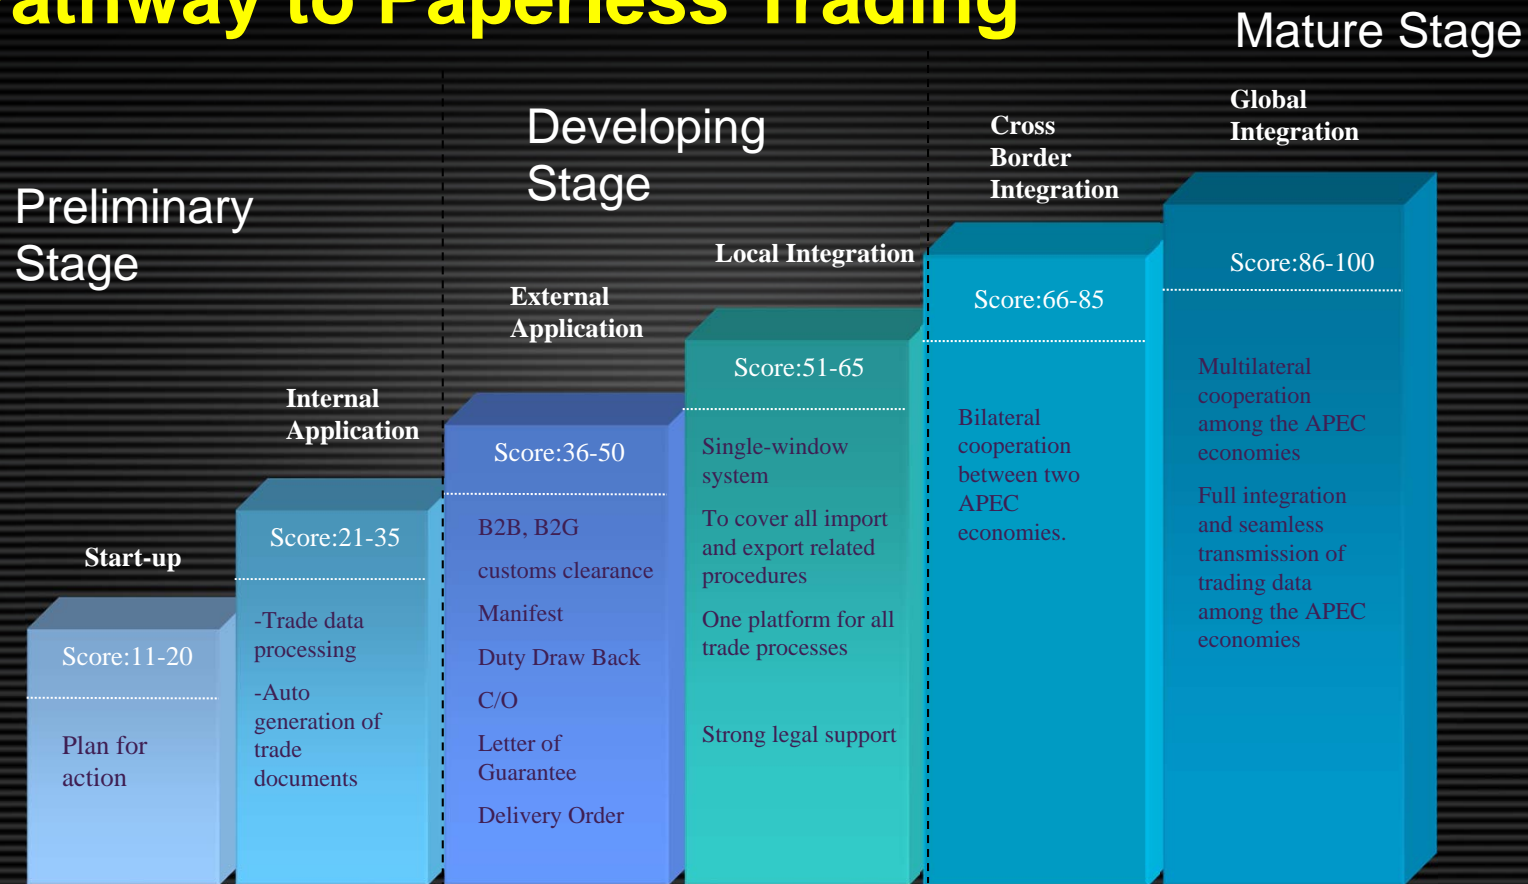 to Paperless Trading
Mature Stage
Preliminary
Stage
Developing
Stage
Start-up
Score:11-20
Plan for
action
Internal
Application
Score:21-35
-Trade data
processing
-Auto
generation of
trade
documents
External
Application
Score:36-50
B2B, B2G
customs clearance
Manifest
Duty Draw Back
C/O
Letter of
Guarantee
Delivery Order
Local Integration
Score:51-65
Single-window
system
To cover all import
and export related
procedures
One platform for all
trade processes
Strong legal support
Cross
Border
Integration
Score:66-85
Bilateral
cooperation
between two
APEC
economies.
Global
Integration
Score:86-100
Multilateral
cooperation
among the APEC
economies
Full integration
and seamless
transmission of
trading data
among the APEC
economies